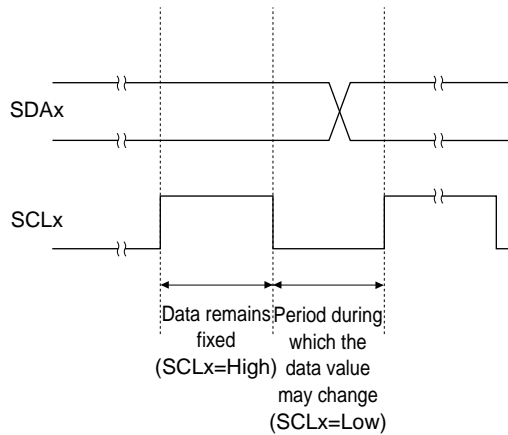 SDAx
SCLx
Data remains
fixed
(SCLx=High)
Period during
which the
data value
may change
(SCLx=Low)